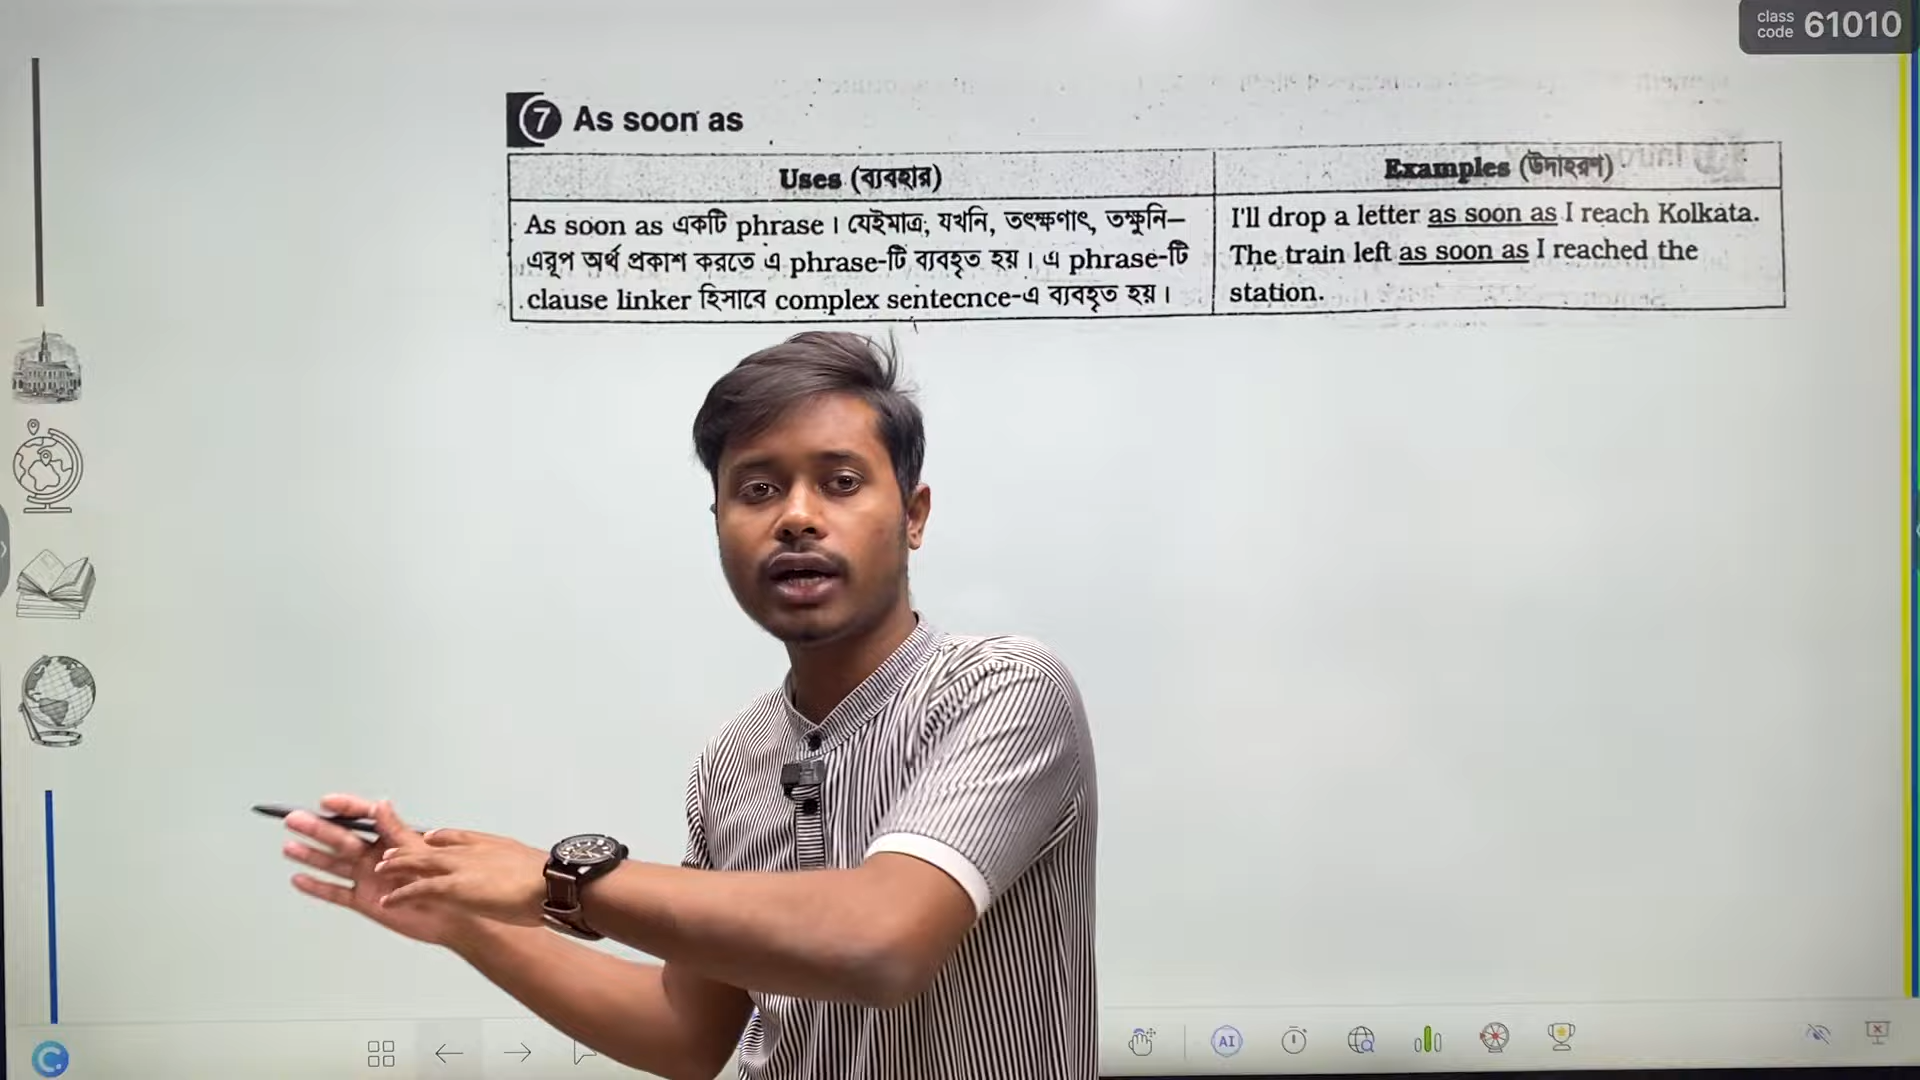 class code 61010
7 As soon as
Uses (ব্যবহার)
As soon as একটি phrase । যেইমাত্র, যখনি, তৎক্ষণাৎ, তক্ষুনি—
এরূপ অর্থ প্রকাশ করতে এ phrase-টি ব্যবহৃত হয় । এ phrase-টি
clause linker হিসাবে complex sentecnce-এ ব্যবহৃত হয় ।
Examples (উদাহরণ)
I'll drop a letter as soon as I reach Kolkata.
The train left as soon as I reached the
station.
AI